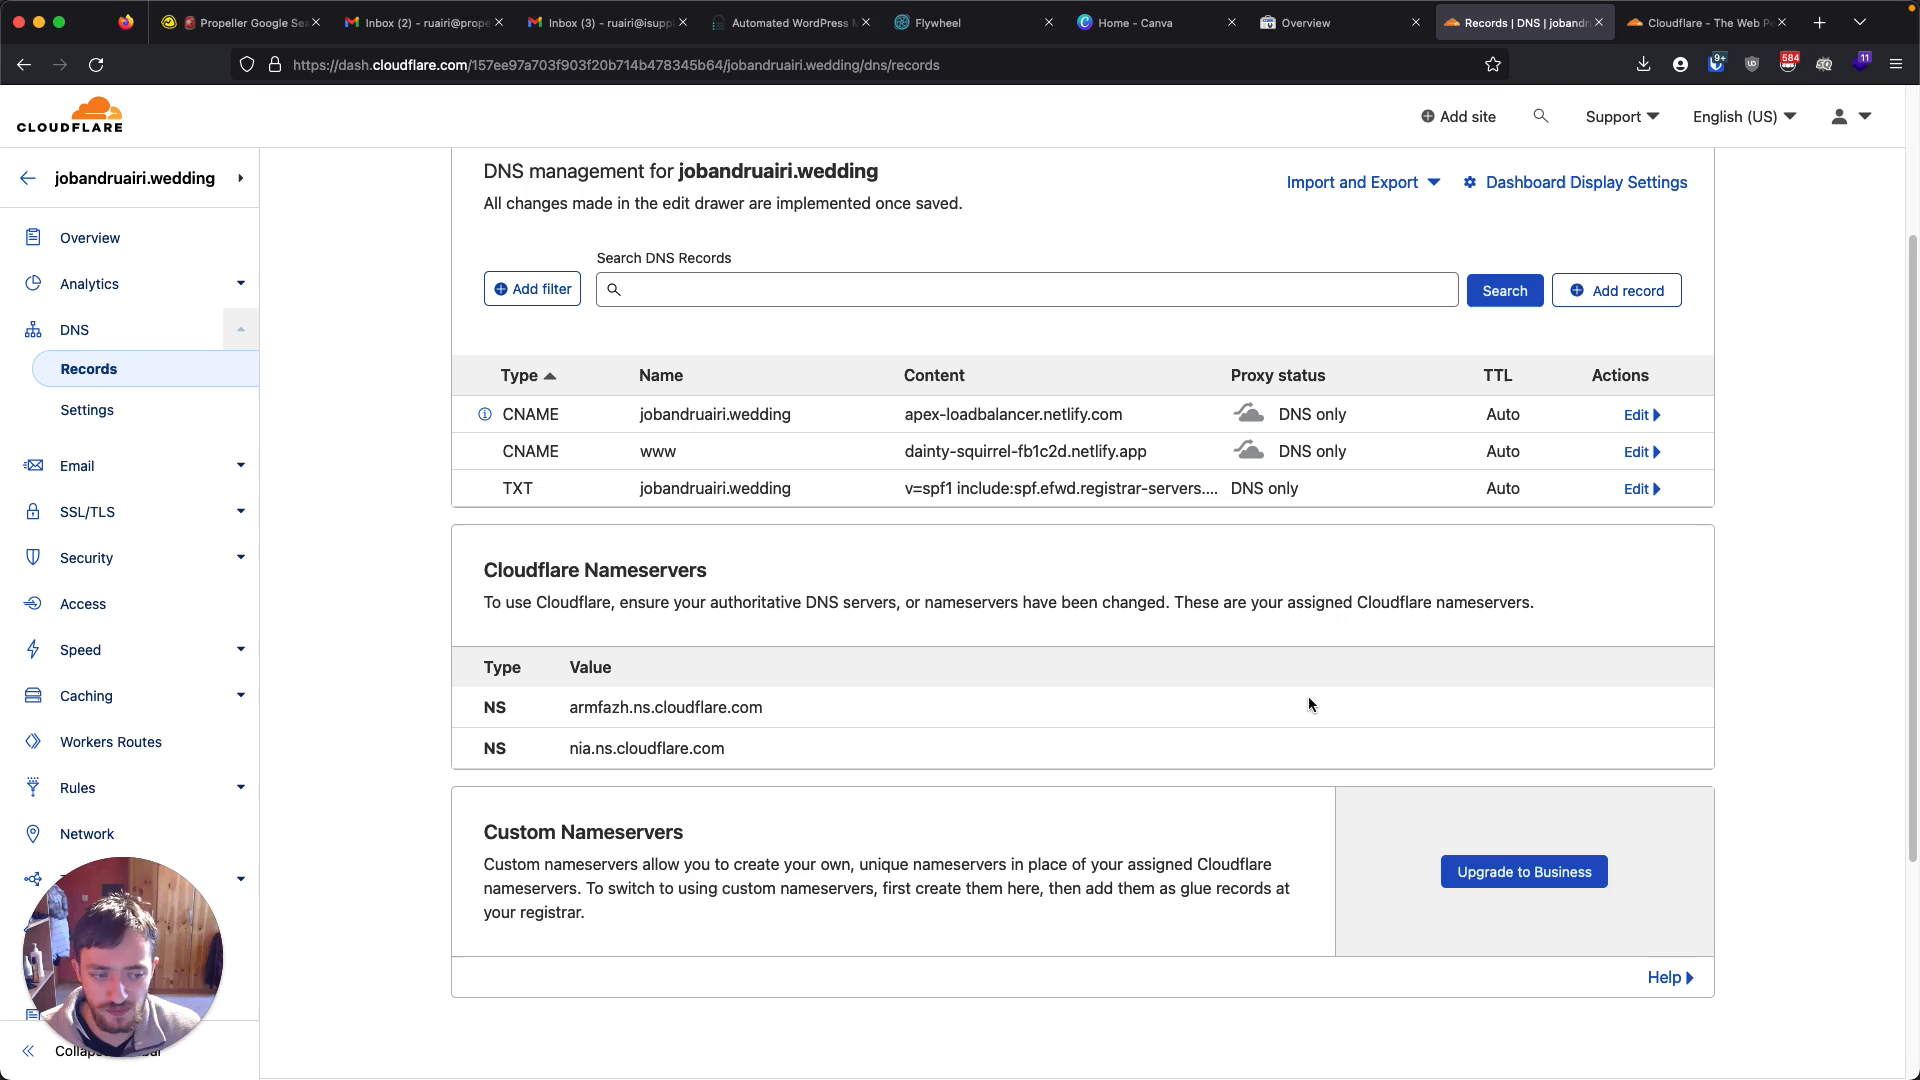 Propeller Google Sea
Inbox (2) - ruairi@prope
Inbox (3) - ruairi@isuppl
Automated WordPress M
Flywheel
Home - Canva
Overview
Records | DNS | jobandru
Cloudflare - The Web Pe
https://dash.cloudflare.com/157ee97a703f903f20b714b478345b64/jobandruairi.wedding/dns/records
9+
584
11
CLOUDFLARE
Add site
Support
English (US)
jobandruairi.wedding
Overview
Analytics
DNS
Records
Settings
Email
SSL/TLS
Security
Access
Speed
Caching
Workers Routes
Rules
Network
DNS management for jobandruairi.wedding
All changes made in the edit drawer are implemented once saved.
Import and Export
Dashboard Display Settings
Search DNS Records
Add filter
Search
Add record
Type Name Content Proxy status TTL Actions
CNAME jobandruairi.wedding apex-loadbalancer.netlify.com DNS only Auto Edit
CNAME www dainty-squirrel-fb1c2d.netlify.app DNS only Auto Edit
TXT jobandruairi.wedding v=spf1 include:spf.efwd.registrar-servers.... DNS only Auto Edit
Cloudflare Nameservers
To use Cloudflare, ensure your authoritative DNS servers, or nameservers have been changed. These are your assigned Cloudflare nameservers.
Type Value
NS armfazh.ns.cloudflare.com
NS nia.ns.cloudflare.com
Custom Nameservers
Custom nameservers allow you to create your own, unique nameservers in place of your assigned Cloudflare
nameservers. To switch to using custom nameservers, first create them here, then add them as glue records at
your registrar.
Upgrade to Business
Help